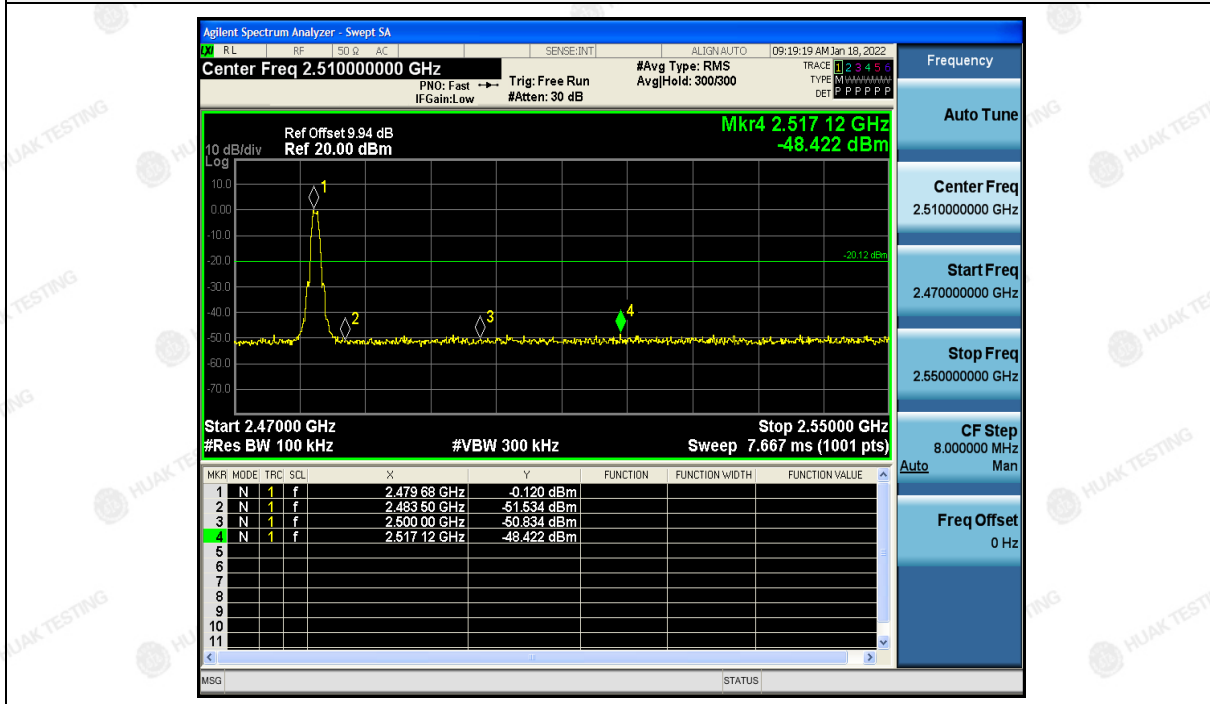 Agilent Spectrum Analyzer - Swept SA
LXI RL RF 50 Ω AC SENSE:INT ALIGN AUTO 09:19:19 AM Jan 18, 2022
Center Freq 2.510000000 GHz
PNO: Fast
IFGain:Low
Trig: Free Run
#Atten: 30 dB
#Avg Type: RMS
Avg|Hold: 300/300
TRACE 1 2 3 4 5 6
TYPE M
DET P P P P P P
Mkr4 2.517 12 GHz
-48.422 dBm
Ref Offset 9.94 dB
Ref 20.00 dBm
10 dB/div
Log
10.0
0.00
-10.0
-20.0
-30.0
-40.0
-50.0
-60.0
-70.0
1
2
3
4
-20.12 dBm
Start 2.47000 GHz
Stop 2.55000 GHz
#Res BW 100 kHz
#VBW 300 kHz
Sweep 7.667 ms (1001 pts)
MKR MODE TRC SCL X Y FUNCTION FUNCTION WIDTH FUNCTION VALUE
1 N 1 f 2.479 68 GHz -0.120 dBm
2 N 1 f 2.483 50 GHz -51.534 dBm
3 N 1 f 2.500 00 GHz -50.834 dBm
4 N 1 f 2.517 12 GHz -48.422 dBm
5
6
7
8
9
10
11
MSG
STATUS
Frequency
Auto Tune
Center Freq
2.510000000 GHz
Start Freq
2.470000000 GHz
Stop Freq
2.550000000 GHz
CF Step
8.000000 MHz
Auto Man
Freq Offset
0 Hz
HUAK TESTING